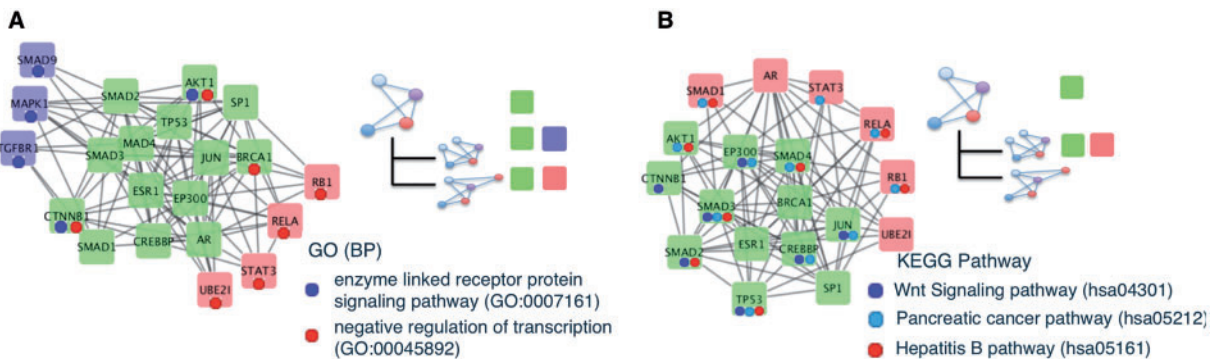 A
SMAD9
AKT1
MAPK1
SMAD2
SP1
TP53
TGFBR1
SMAD3
MAD4
JUN
BRCA1
RB1
ESR1
EP300
CTNNB1
RELA
SMAD1
CREBBP
AR
STAT3
UBE2I
GO (BP)
enzyme linked receptor protein
signaling pathway (GO:0007161)
negative regulation of transcription
(GO:00045892)
B
AR
SMAD1
STAT3
RELA
AKT1
EP300
SMAD4
RB1
CTNNB1
SMAD3
BRCA1
JUN
UBE2I
SMAD2
ESR1
CREBBP
SP1
TP53
KEGG Pathway
Wnt Signaling pathway (hsa04301)
Pancreatic cancer pathway (hsa05212)
Hepatitis B pathway (hsa05161)